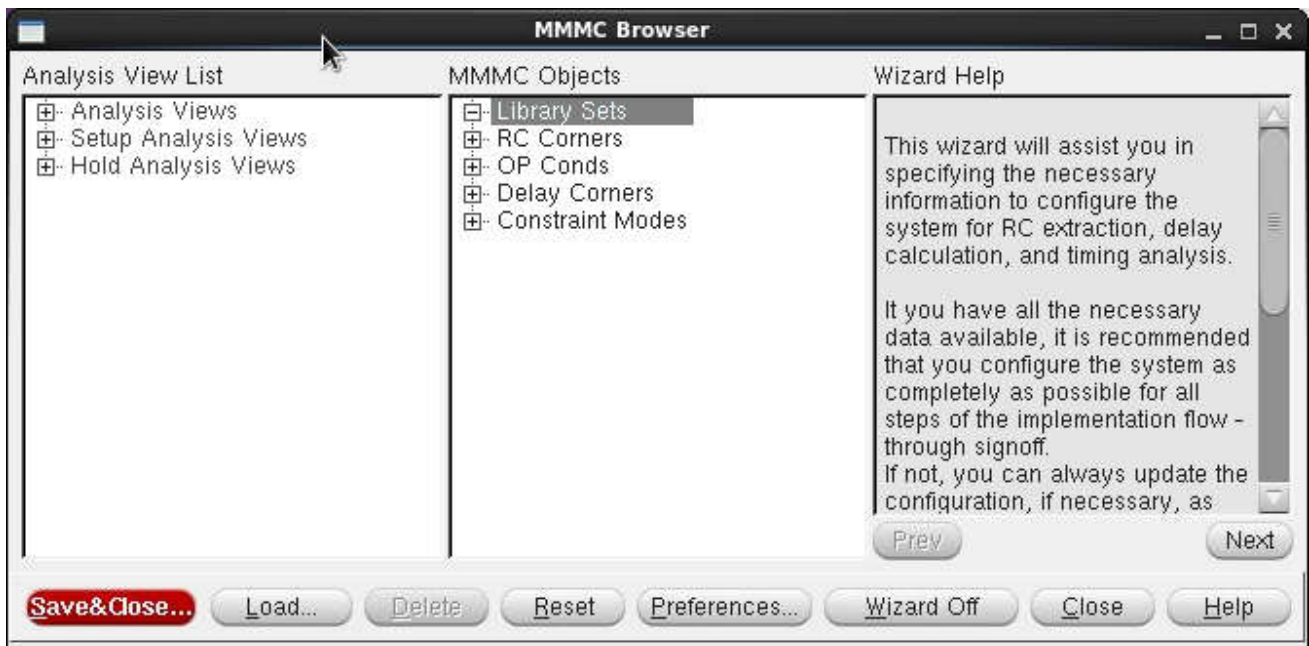 MMMC Browser
Analysis View List
Analysis Views
Setup Analysis Views
Hold Analysis Views
MMMC Objects
Library Sets
RC Corners
OP Conds
Delay Corners
Constraint Modes
Wizard Help
This wizard will assist you in
specifying the necessary
information to configure the
system for RC extraction, delay
calculation, and timing analysis.
It you have all the necessary
data available, it is recommended
that you configure the system as
completely as possible for all
steps of the implementation flow -
through signoff.
If not, you can always update the
configuration, if necessary, as
Prev
Next
Save&Close...
Load...
Delete
Reset
Preferences...
Wizard Off
Close
Help